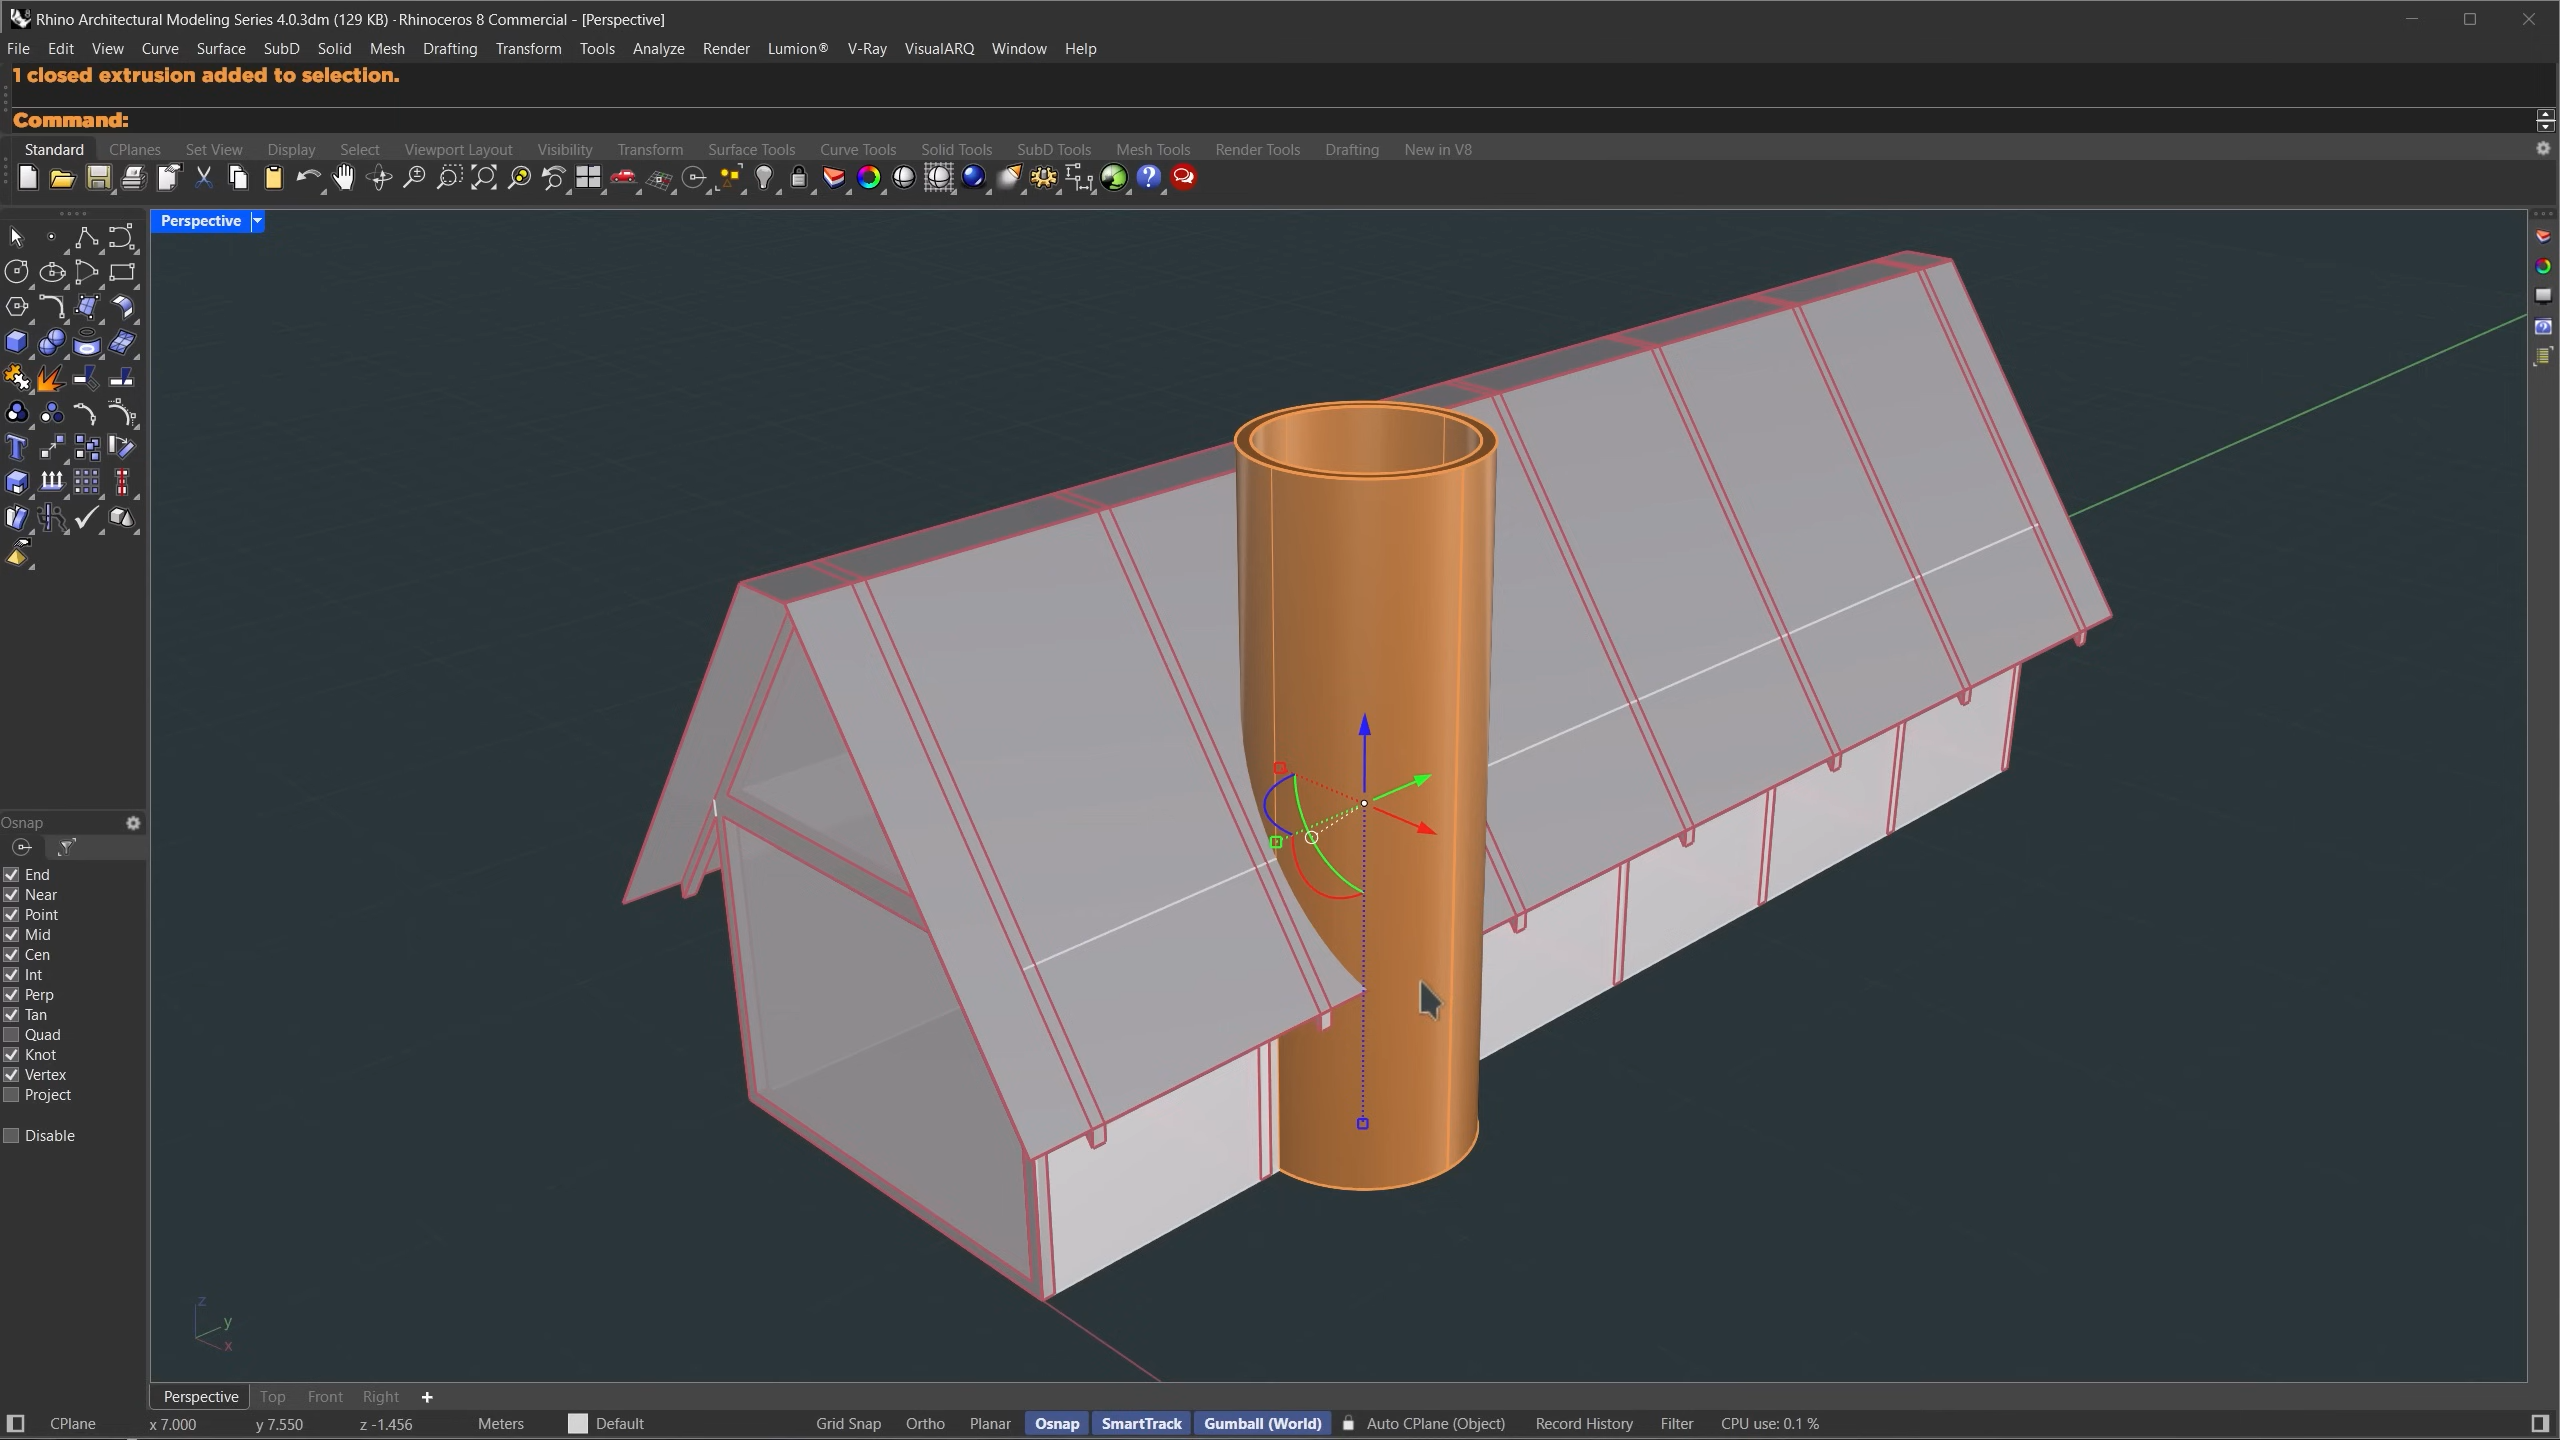 Rhino Architectural Modeling Series 4.0.3dm (129 KB) - Rhinoceros 8 Commercial - [Perspective]
File Edit View Curve Surface SubD Solid Mesh Drafting Transform Tools Analyze Render Lumion® V-Ray VisualARQ Window Help
1 closed extrusion added to selection.
Command:
Standard CPlanes Set View Display Select Viewport Layout Visibility Transform Surface Tools Curve Tools Solid Tools SubD Tools Mesh Tools Render Tools Drafting New in V8
Perspective
Osnap
End
Near
Point
Mid
Cen
Int
Perp
Tan
Quad
Knot
Vertex
Project
Disable
z
y
x
Perspective Top Front Right +
CPlane x 7.000 y 7.550 z -1.456 Meters Default Grid Snap Ortho Planar Osnap SmartTrack Gumball (World) Auto CPlane (Object) Record History Filter CPU use: 0.1 %